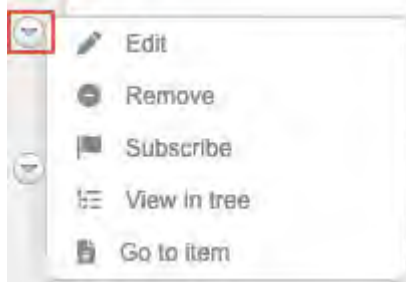 Edit
Remove
Subscribe
View in tree
Go to item